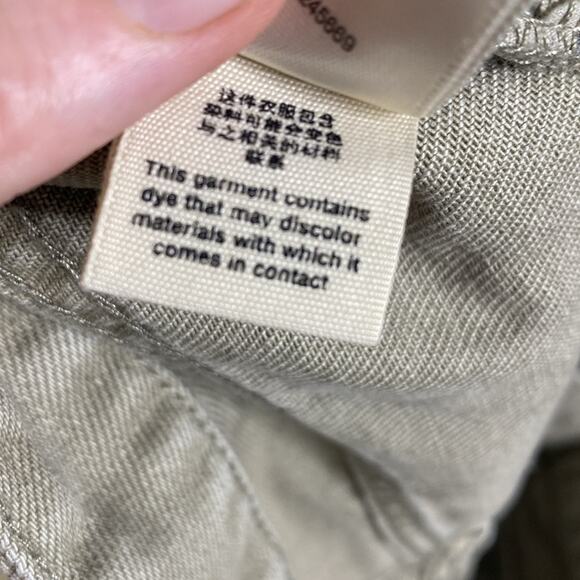 245669
这件衣服包含
染料可能会变色
与之相关的材料
联系
This garment contains
dye that may discolor
materials with which it
comes in contact